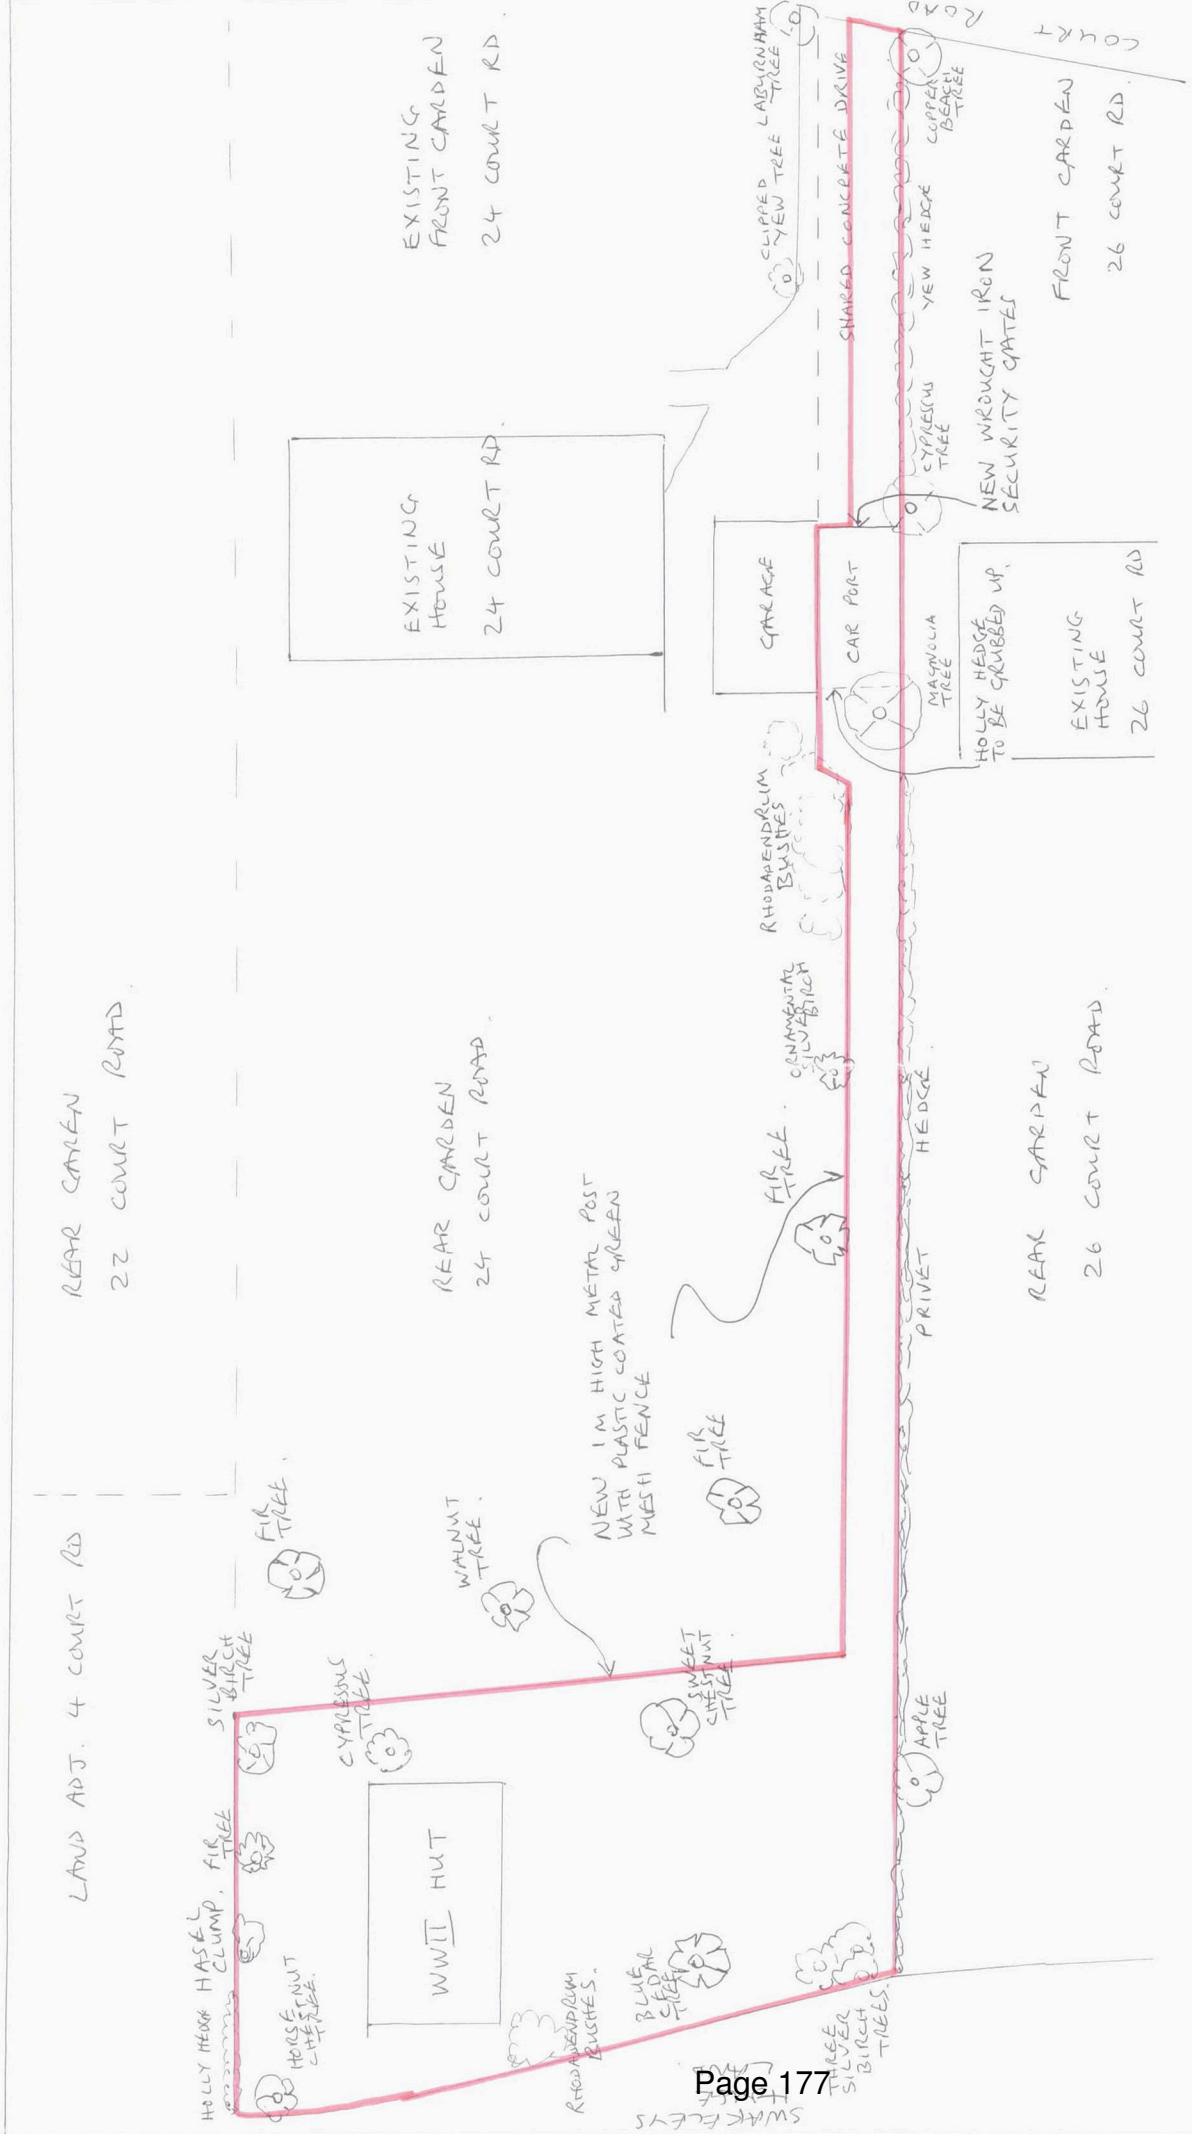 LAND ADJ. 4 COURT RD
REAR GAREN
22 COURT ROAD.
HOLLY HEDGE
HASEL
CLUMP.
FIR
TREE
SILVER
BIRCH
TREE
HORSE
CHESTNUT
TREE.
CYPRESSUS
TREE.
FIR
TREE.
WWII HUT
WALNUT
TREE.
REAR GARDEN
24 COURT ROAD.
EXISTING
HOUSE
24 COURT RD.
EXISTING
FRONT GARDEN
24 COURT RD.
NEW 1M HIGH METAL POST
WITH PLASTIC COATED GREEN
MESH FENCE
RHODADENDRUM
BUSHES.
BLUE
CEDAR
TREE
SWEET
CHESTNUT
TREE.
FIR
TREE
FIR
TREE.
ORNAMENTAL
SILVER
BIRCH
RHODADENDRUM
BUSHES
GARAGE
CAR PORT
CLIPPED
YEW TREE
LABURNHAM
TREE
SHARED CONCRETE DRIVE
THREE
SILVER
BIRCH
TREES.
APPLE
TREE
PRIVET HEDGE.
MAGNOLIA
TREE
CYPRESSUS
TREE
YEW HEDGE
COPPER
BEACH
TREE
HOLLY HEDGE
TO BE GRUBBED UP.
NEW WROUGHT IRON
SECURITY GATES
REAR GARDEN
26 COURT ROAD.
EXISTING
HOUSE
26 COURT RD
FRONT GARDEN
26 COURT RD.
COURT
ROAD
SWAKELEYS
Page 177